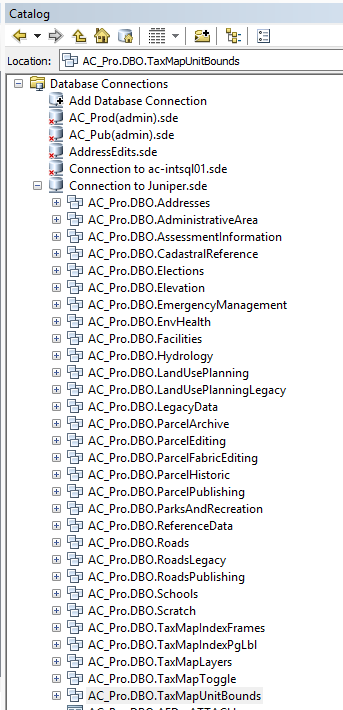 Catalog
Location: AC_Pro.DBO.TaxMapUnitBounds
Database Connections
Add Database Connection
AC_Prod(admin).sde
AC_Pub(admin).sde
AddressEdits.sde
Connection to ac-intsql01.sde
Connection to Juniper.sde
AC_Pro.DBO.Addresses
AC_Pro.DBO.AdministrativeArea
AC_Pro.DBO.AssessmentInformation
AC_Pro.DBO.CadastralReference
AC_Pro.DBO.Elections
AC_Pro.DBO.Elevation
AC_Pro.DBO.EmergencyManagement
AC_Pro.DBO.EnvHealth
AC_Pro.DBO.Facilities
AC_Pro.DBO.Hydrology
AC_Pro.DBO.LandUsePlanning
AC_Pro.DBO.LandUsePlanningLegacy
AC_Pro.DBO.LegacyData
AC_Pro.DBO.ParcelArchive
AC_Pro.DBO.ParcelEditing
AC_Pro.DBO.ParcelFabricEditing
AC_Pro.DBO.ParcelHistoric
AC_Pro.DBO.ParcelPublishing
AC_Pro.DBO.ParksAndRecreation
AC_Pro.DBO.ReferenceData
AC_Pro.DBO.Roads
AC_Pro.DBO.RoadsLegacy
AC_Pro.DBO.RoadsPublishing
AC_Pro.DBO.Schools
AC_Pro.DBO.Scratch
AC_Pro.DBO.TaxMapIndexFrames
AC_Pro.DBO.TaxMapIndexPgLbl
AC_Pro.DBO.TaxMapLayers
AC_Pro.DBO.TaxMapToggle
AC_Pro.DBO.TaxMapUnitBounds